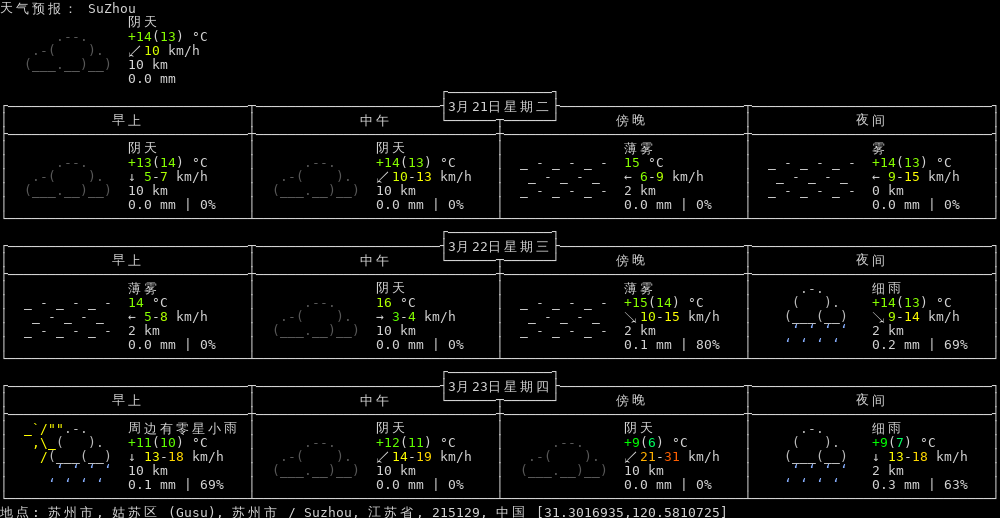 天气预报: SuZhou
阴天
+14(13) °C
↙ 10 km/h
10 km
0.0 mm
3月21日星期二
早上 中午 傍晚 夜间
阴天 阴天 薄雾 雾
+13(14) °C +14(13) °C 15 °C +14(13) °C
↓ 5-7 km/h ↙ 10-13 km/h ← 6-9 km/h ← 9-15 km/h
10 km 10 km 2 km 0 km
0.0 mm | 0% 0.0 mm | 0% 0.0 mm | 0% 0.0 mm | 0%
3月22日星期三
早上 中午 傍晚 夜间
薄雾 阴天 薄雾 细雨
14 °C 16 °C +15(14) °C +14(13) °C
← 5-8 km/h → 3-4 km/h ↘ 10-15 km/h ↘ 9-14 km/h
2 km 10 km 2 km 2 km
0.0 mm | 0% 0.0 mm | 0% 0.1 mm | 80% 0.2 mm | 69%
3月23日星期四
早上 中午 傍晚 夜间
周边有零星小雨 阴天 阴天 细雨
+11(10) °C +12(11) °C +9(6) °C +9(7) °C
↓ 13-18 km/h ↙ 14-19 km/h ↙ 21-31 km/h ↓ 13-18 km/h
10 km 10 km 10 km 2 km
0.1 mm | 69% 0.0 mm | 0% 0.0 mm | 0% 0.3 mm | 63%
地点: 苏州市, 姑苏区 (Gusu), 苏州市 / Suzhou, 江苏省, 215129, 中国 [31.3016935,120.5810725]